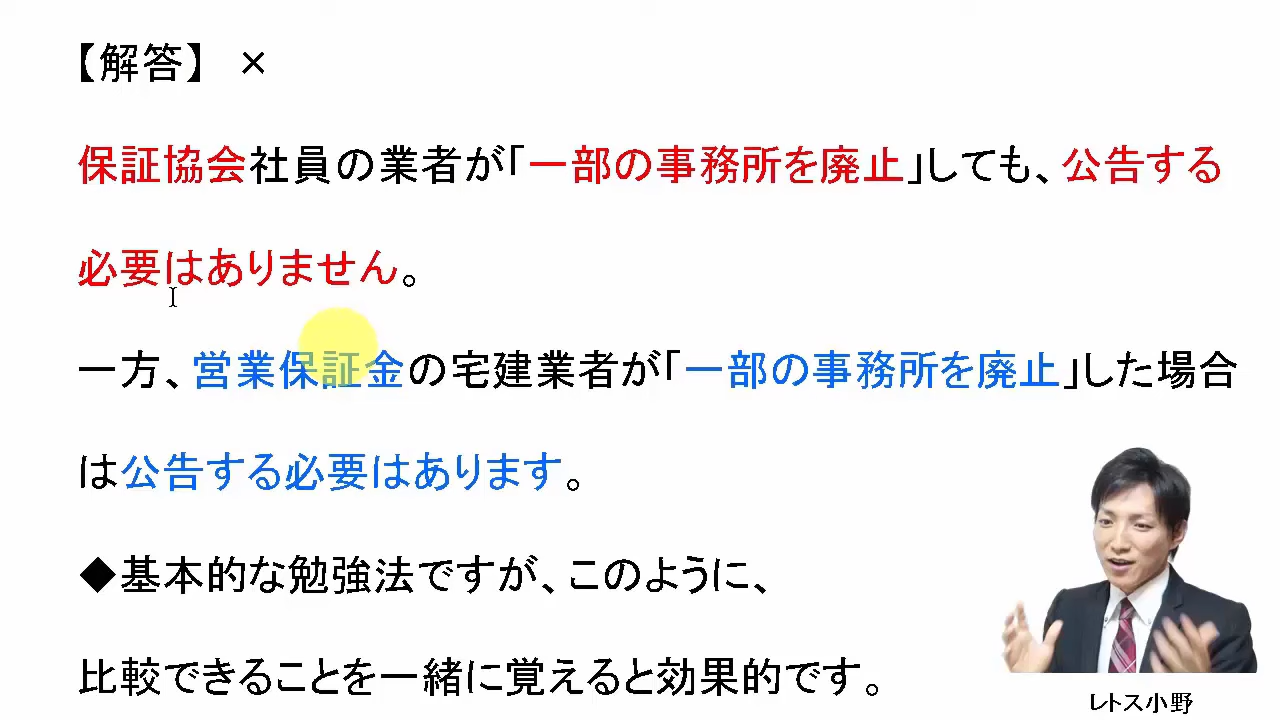 【解答】 ×
保証協会社員の業者が「一部の事務所を廃止」しても、公告する
必要はありません。
一方、営業保証金の宅建業者が「一部の事務所を廃止」した場合
は公告する必要はあります。
◆基本的な勉強法ですが、このように、
比較できることを一緒に覚えると効果的です。
レトス小野